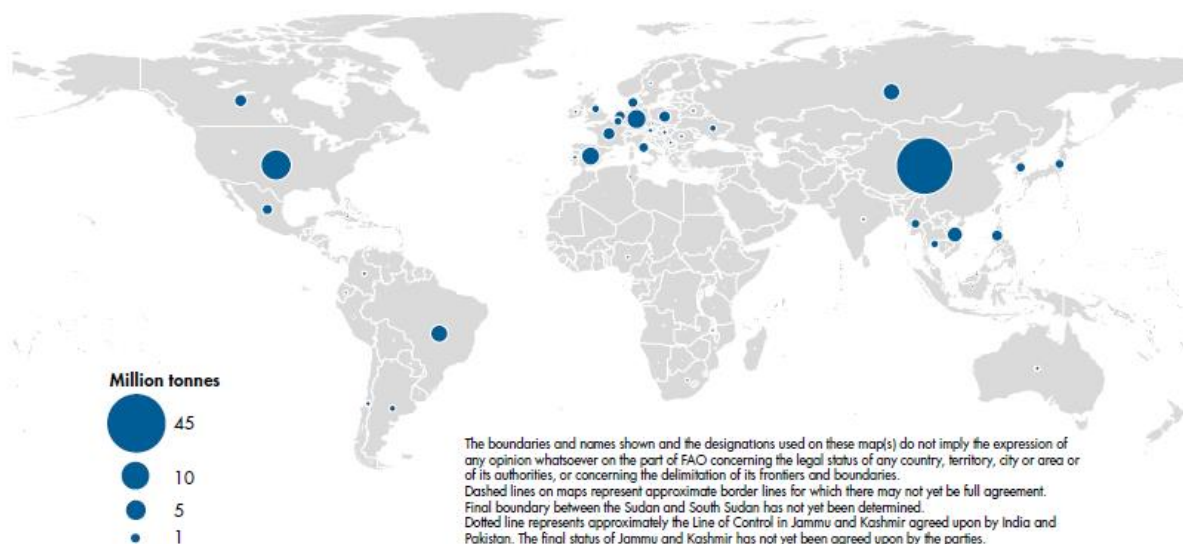 Million tonnes
45
10
5
1
The boundaries and names shown and the designations used on these map(s) do not imply the expression of
any opinion whatsoever on the part of FAO concerning the legal status of any country, territory, city or area or
of its authorities, or concerning the delimitation of its frontiers and boundaries.
Dashed lines on maps represent approximate border lines for which there may not yet be full agreement.
Final boundary between the Sudan and South Sudan has not yet been determined.
Dotted line represents approximately the Line of Control in Jammu and Kashmir agreed upon by India and
Pakistan. The final status of Jammu and Kashmir has not yet been agreed upon by the parties.